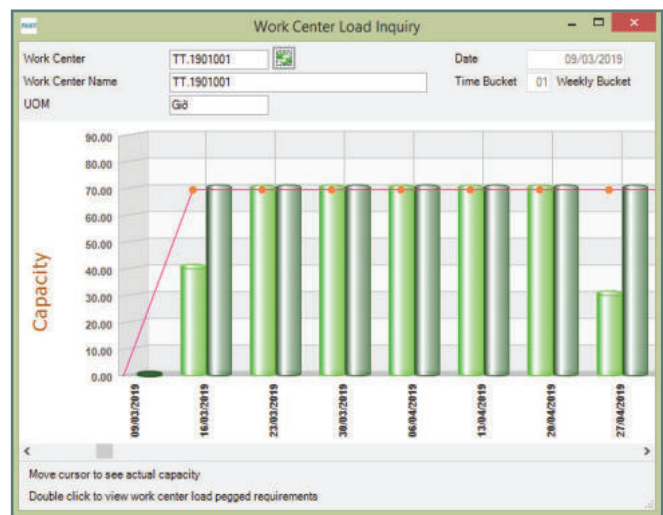 FAST
Work Center Load Inquiry
Work Center TT.1901001 Date 09/03/2019
Work Center Name TT.1901001 Time Bucket 01 Weekly Bucket
UOM Giờ
90.00
80.00
70.00
60.00
50.00
40.00
30.00
20.00
10.00
0.00
Capacity
09/03/2019
16/03/2019
23/03/2019
30/03/2019
06/04/2019
13/04/2019
20/04/2019
27/04/2019
Move cursor to see actual capacity
Double click to view work center load pegged requirements